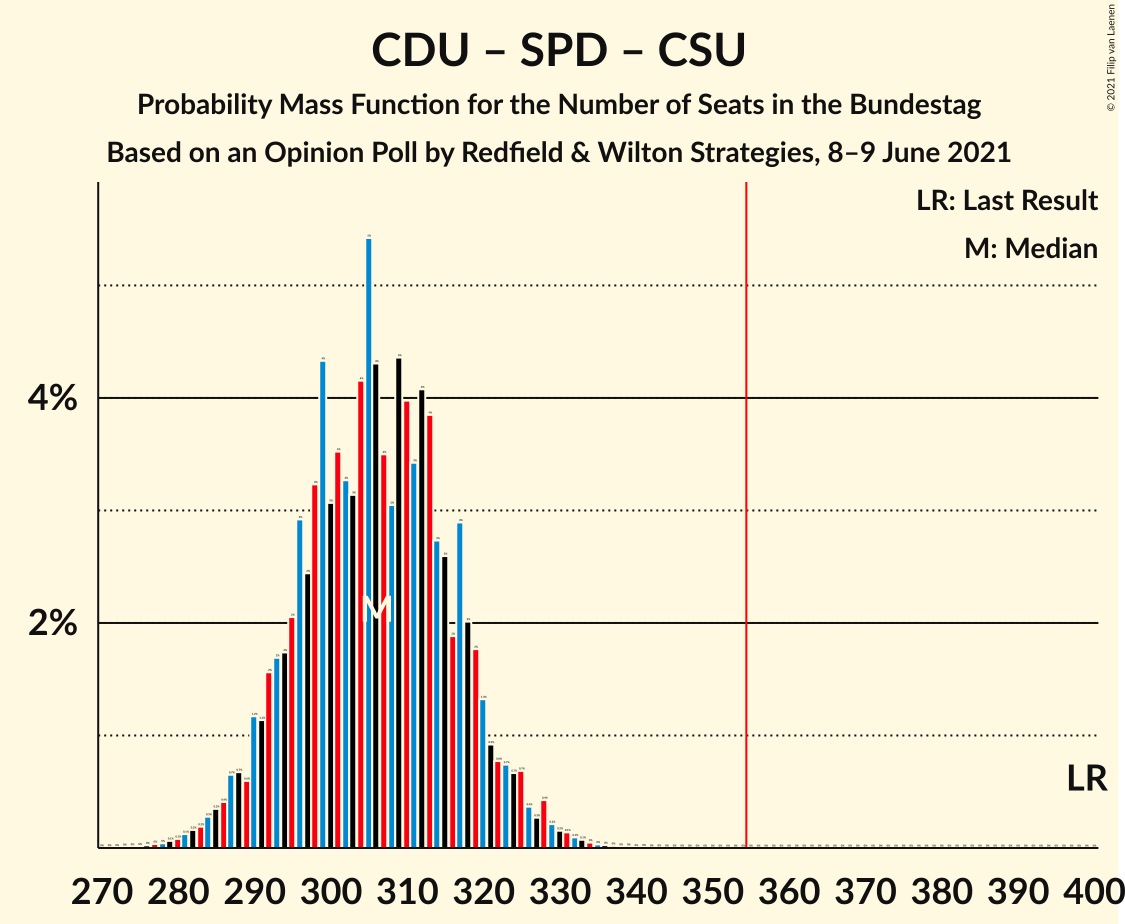 CDU – SPD – CSU
Probability Mass Function for the Number of Seats in the Bundestag
Based on an Opinion Poll by Redfield & Wilton Strategies, 8–9 June 2021
© 2021 Filip van Laenen
LR: Last Result
M: Median
4%
2%
M
LR
270 280 290 300 310 320 330 340 350 360 370 380 390 400